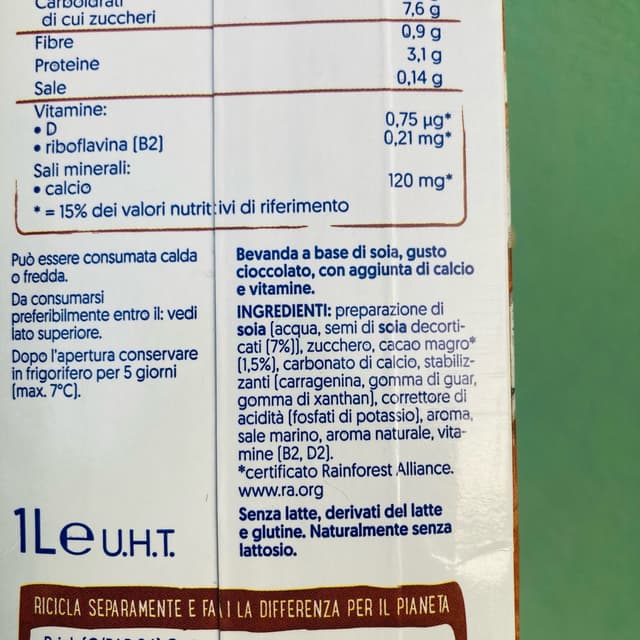 Carboidrati
di cui zuccheri 7,6 g
Fibre 0,9 g
Proteine 3,1 g
Sale 0,14 g
Vitamine:
• D 0,75 µg*
• riboflavina (B2) 0,21 mg*
Sali minerali:
• calcio 120 mg*
* = 15% dei valori nutritivi di riferimento
Può essere consumata calda
o fredda.
Da consumarsi
preferibilmente entro il: vedi
lato superiore.
Dopo l'apertura conservare
in frigorifero per 5 giorni
(max. 7°C).
Bevanda a base di soia, gusto
cioccolato, con aggiunta di calcio
e vitamine.
INGREDIENTI: preparazione di
soia (acqua, semi di soia decorti-
cati (7%)), zucchero, cacao magro*
(1,5%), carbonato di calcio, stabiliz-
zanti (carragenina, gomma di guar,
gomma di xanthan), correttore di
acidità (fosfati di potassio), aroma,
sale marino, aroma naturale, vita-
mine (B2, D2).
*certificato Rainforest Alliance.
www.ra.org
Senza latte, derivati del latte
e glutine. Naturalmente senza
lattosio.
1L e U.H.T.
RICICLA SEPARAMENTE E FAI LA DIFFERENZA PER IL PIANETA